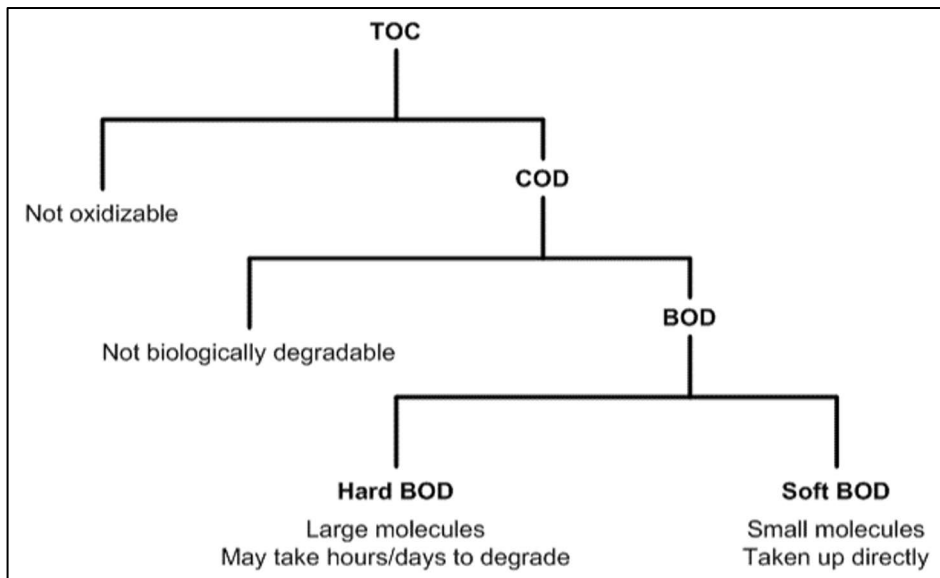 TOC
Not oxidizable
COD
Not biologically degradable
BOD
Hard BOD
Large molecules
May take hours/days to degrade
Soft BOD
Small molecules
Taken up directly